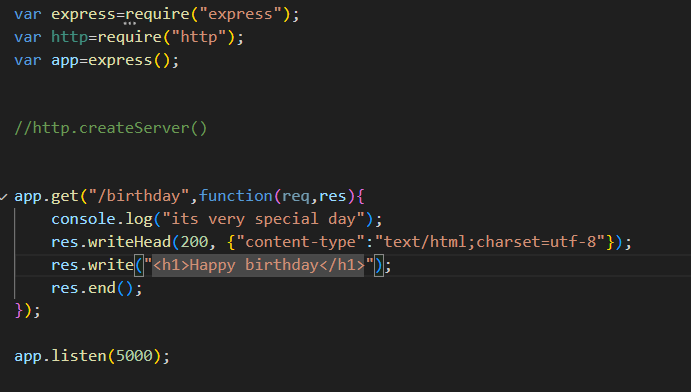 var express=require("express");
var http=require("http");
var app=express();
//http.createServer()
app.get("/birthday",function(req,res){
console.log("its very special day");
res.writeHead(200, {"content-type":"text/html;charset=utf-8"});
res.write("<h1>Happy birthday</h1>");
res.end();
});
app.listen(5000);